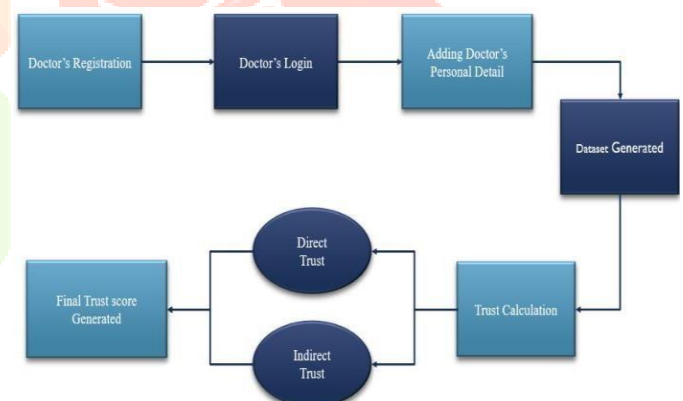 Doctor's Registration
Doctor's Login
Adding Doctor's
Personal Detail
Dataset Generated
Direct
Trust
Final Trust score
Generated
Trust Calculation
Indirect
Trust